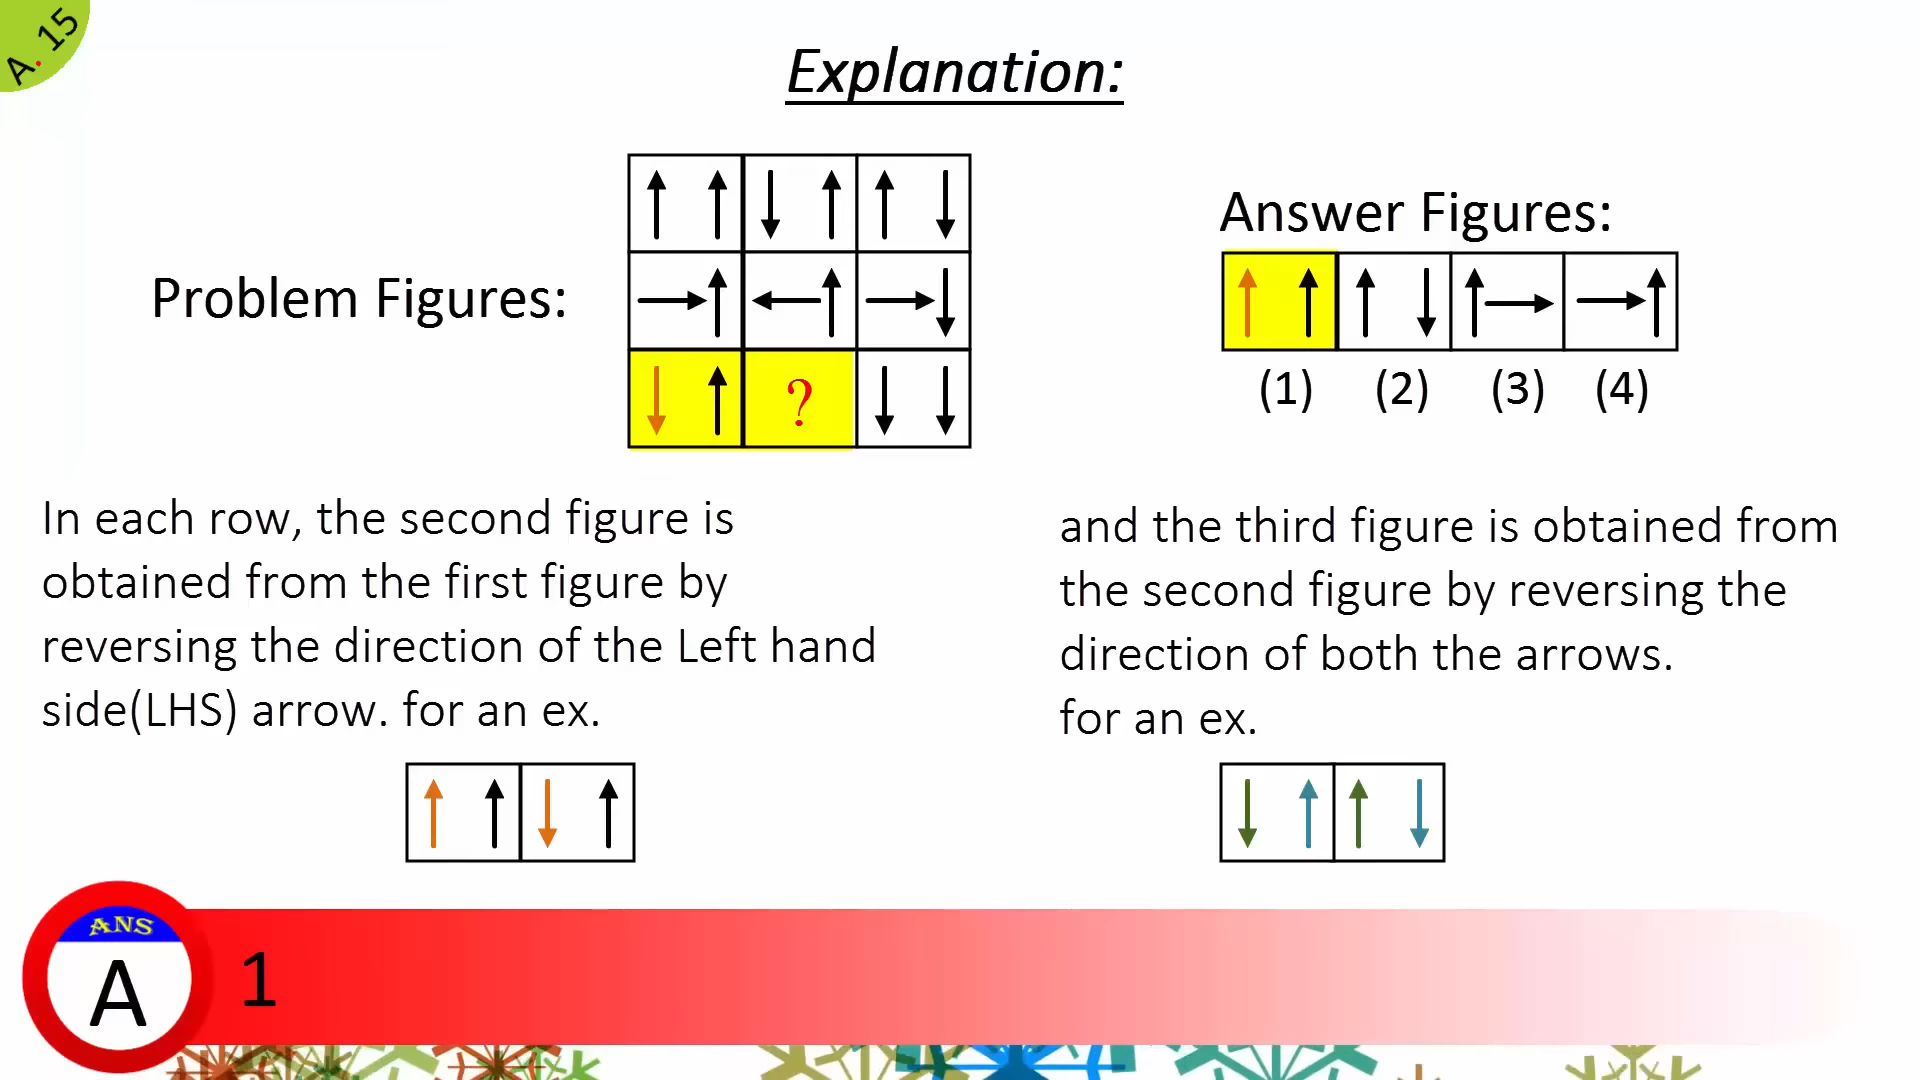 A. 15
Explanation:
Problem Figures:
?
Answer Figures:
(1) (2) (3) (4)
In each row, the second figure is
obtained from the first figure by
reversing the direction of the Left hand
side(LHS) arrow. for an ex.
and the third figure is obtained from
the second figure by reversing the
direction of both the arrows.
for an ex.
ANS
A
1